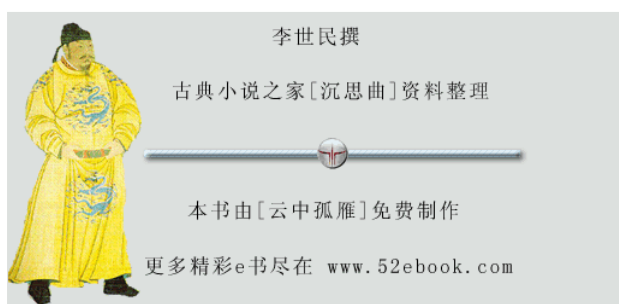 李世民撰
古典小说之家[沉思曲]资料整理
本书由[云中孤雁]免费制作
更多精彩e书尽在 www.52ebook.com